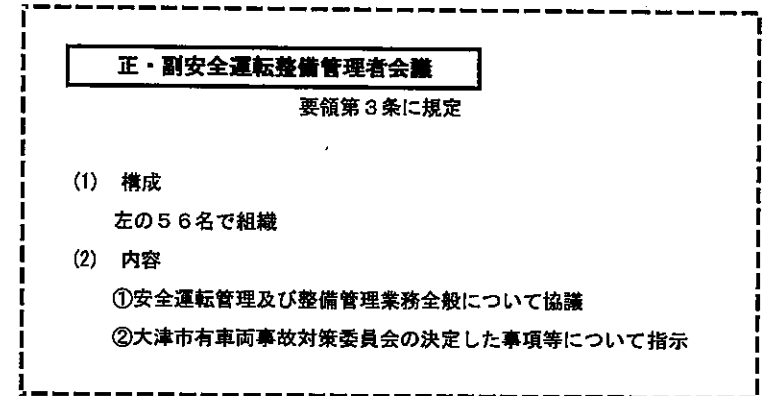 正・副安全運転整備管理者会議
要領第3条に規定
(1) 構成
左の56名で組織
(2) 内容
①安全運転管理及び整備管理業務全般について協議
②大津市有車両事故対策委員会の決定した事項等について指示